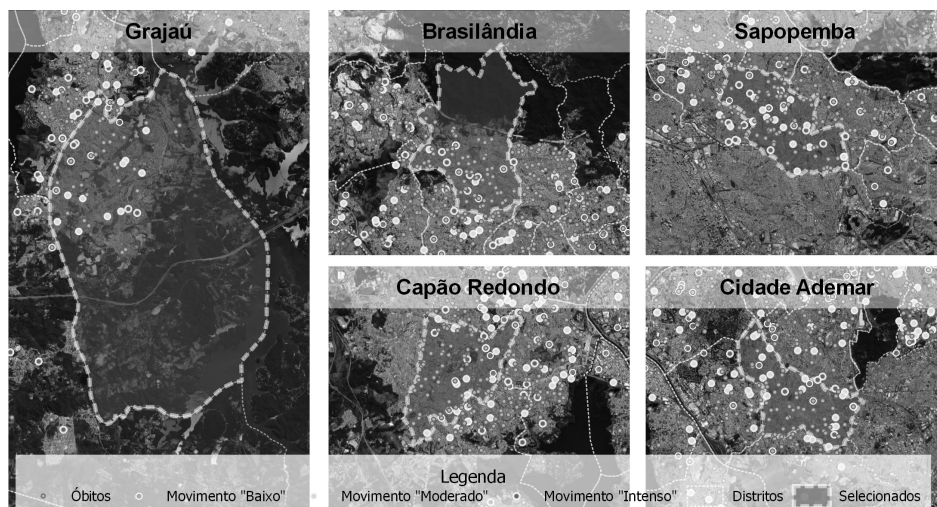 Grajaú
Brasilândia
Sapopemba
Capão Redondo
Cidade Ademar
Legenda
Óbitos
Movimento "Baixo"
Movimento "Moderado"
Movimento "Intenso"
Distritos
Selecionados